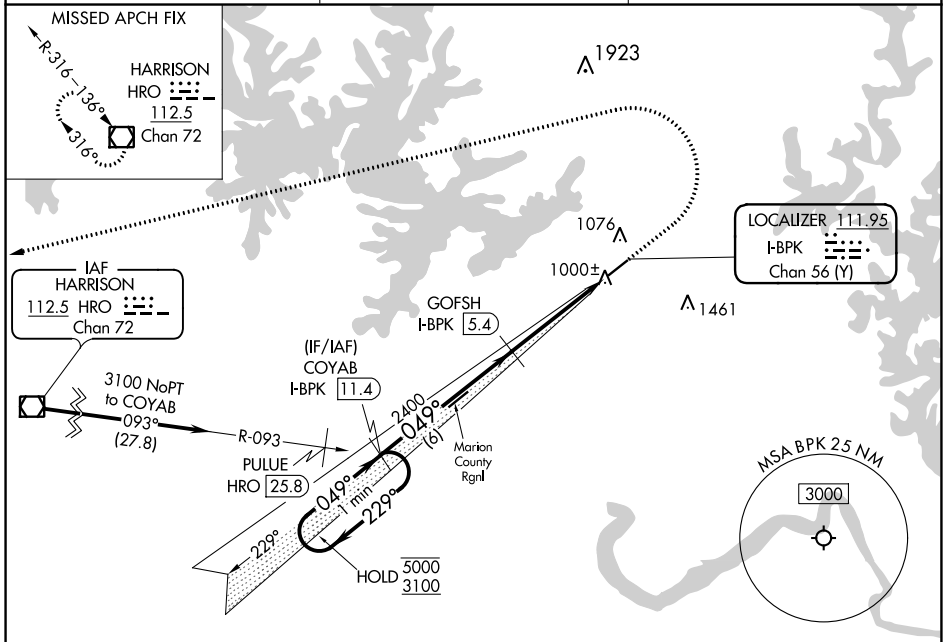 MISSED APCH FIX
R-316
136°
316°
HARRISON
HRO
112.5
Chan 72
1923
1076
1000±
1461
LOCALIZER 111.95
I-BPK
Chan 56 (Y)
IAF
HARRISON
112.5 HRO
Chan 72
GOFSH
I-BPK 5.4
(IF/IAF)
COYAB
I-BPK 11.4
3100 NoPT
to COYAB
093°
(27.8)
R-093
PULUE
HRO 25.8
2400
049°
(6)
Marion
County
Rgnl
049°
1 min
229°
229°
HOLD 5000
3100
MSA BPK 25 NM
3000